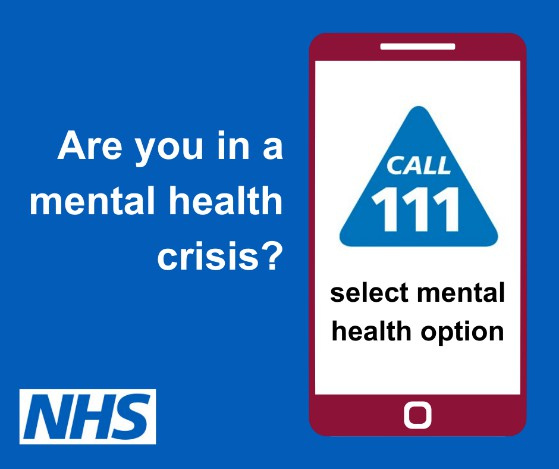 Are you in a
mental health
crisis?
CALL
111
select mental
health option
NHS